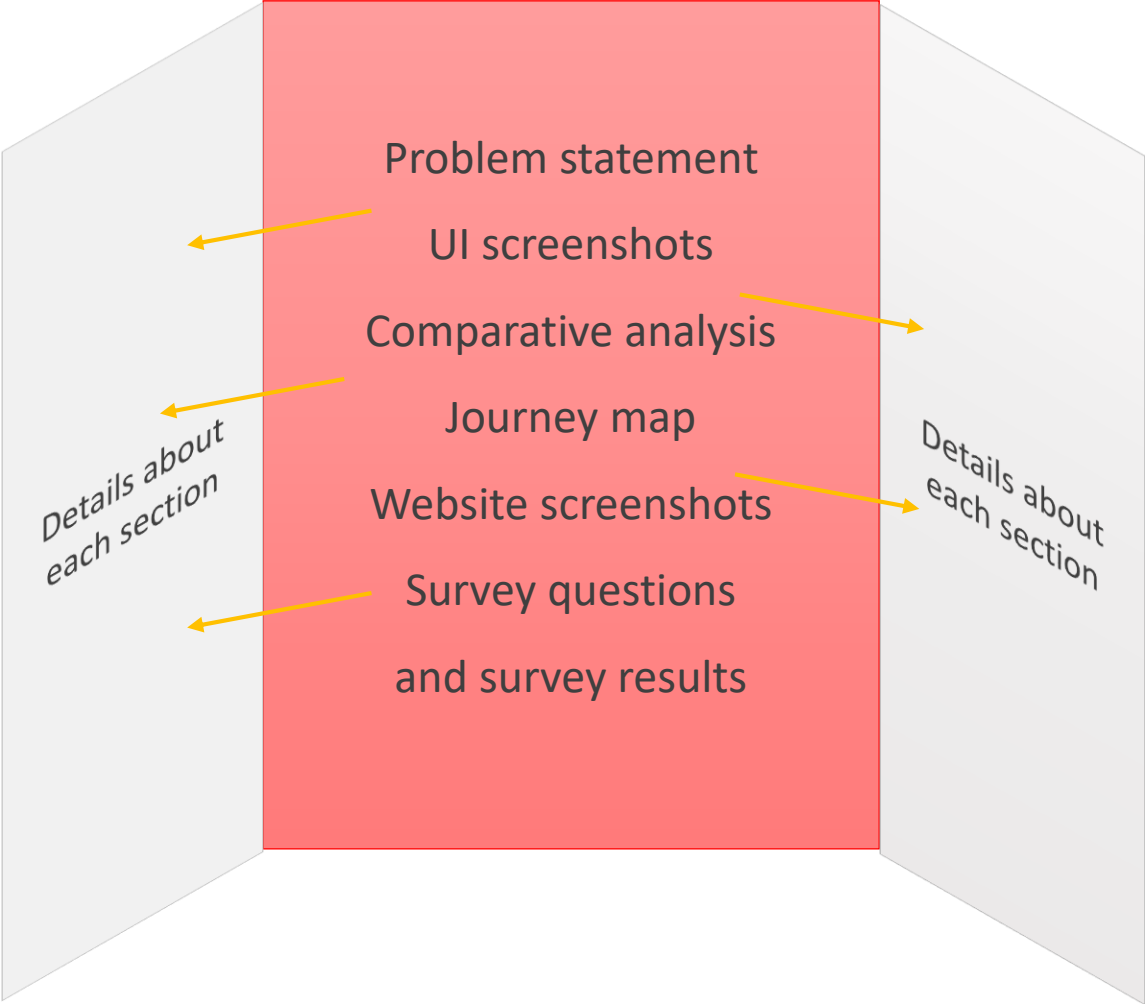 Problem statement
UI screenshots
Comparative analysis
Journey map
Website screenshots
Survey questions
and survey results
Details about
each section
Details about
each section